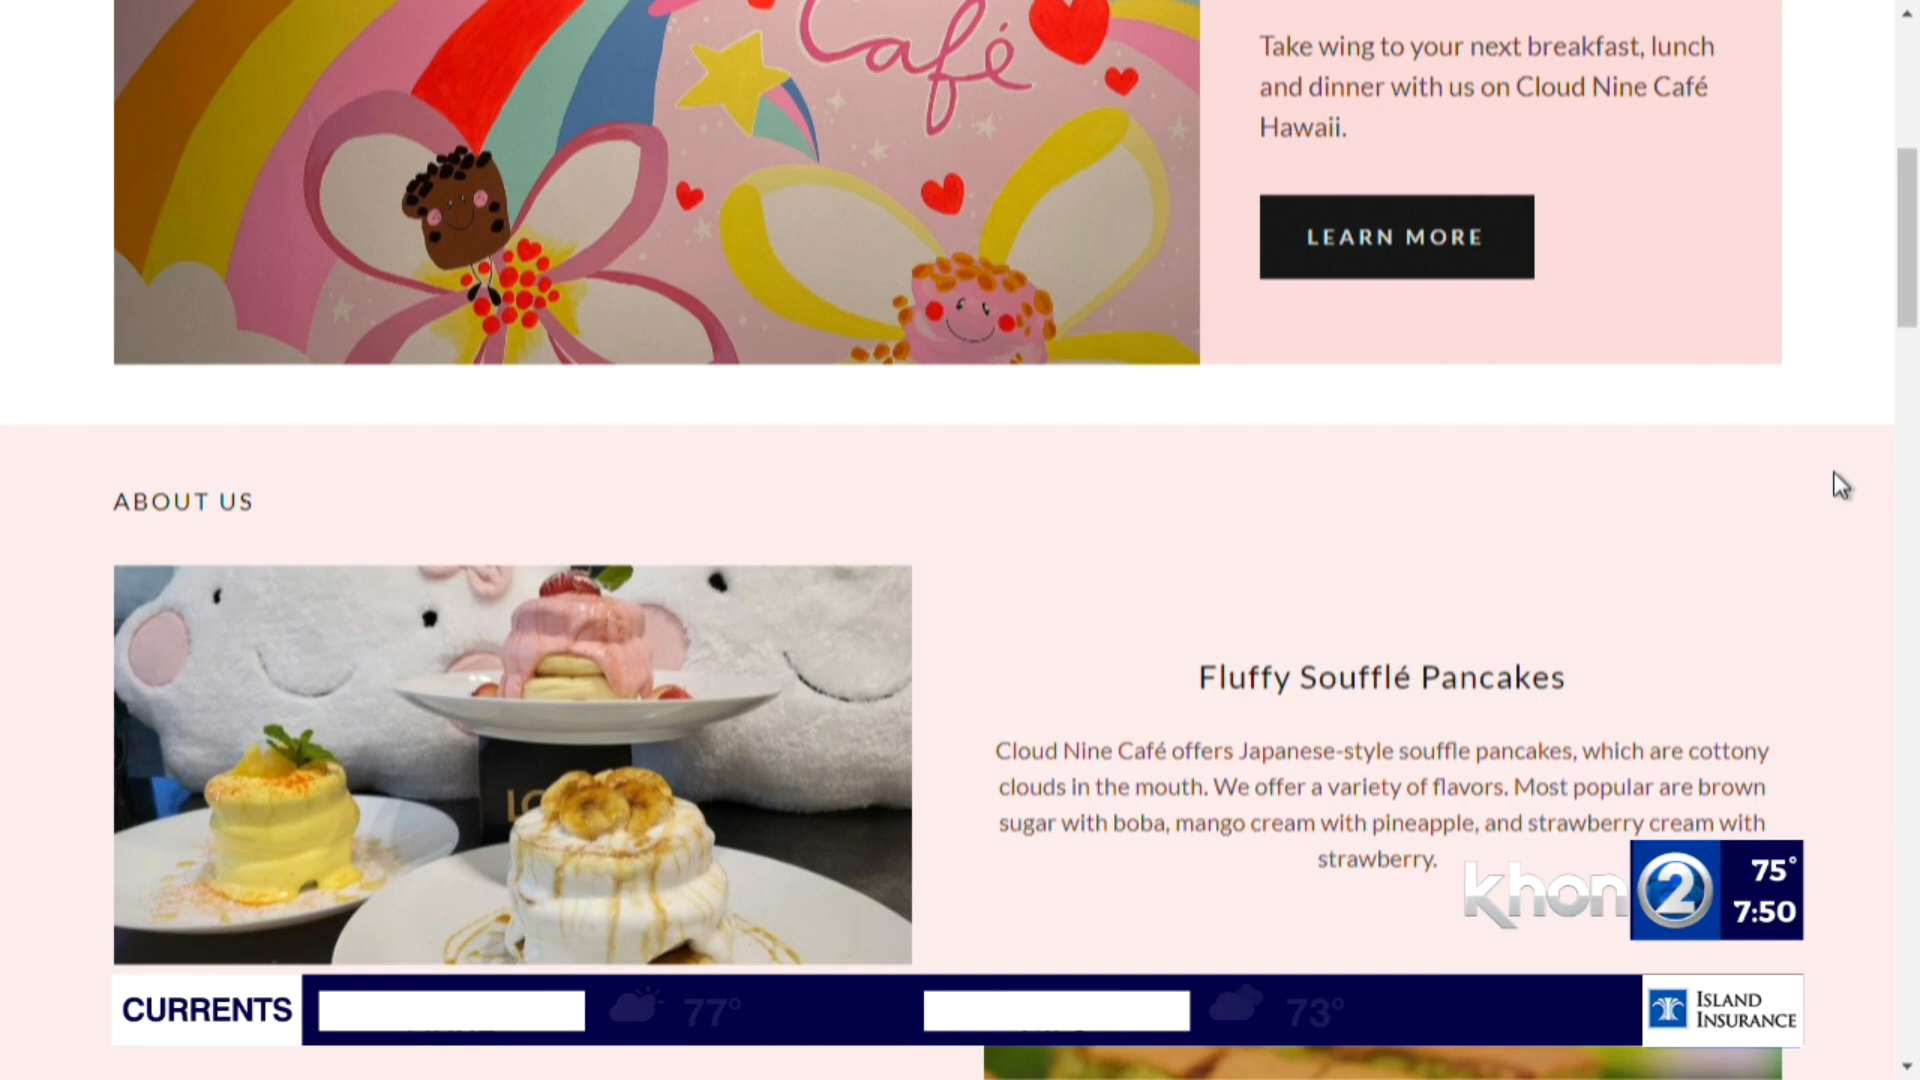 Café
Take wing to your next breakfast, lunch
and dinner with us on Cloud Nine Café
Hawaii.
LEARN MORE
ABOUT US
Fluffy Soufflé Pancakes
Cloud Nine Café offers Japanese-style souffle pancakes, which are cottony
clouds in the mouth. We offer a variety of flavors. Most popular are brown
sugar with boba, mango cream with pineapple, and strawberry cream with
strawberry.
khon 2
75°
7:50
CURRENTS
77°
73°
ISLAND
INSURANCE